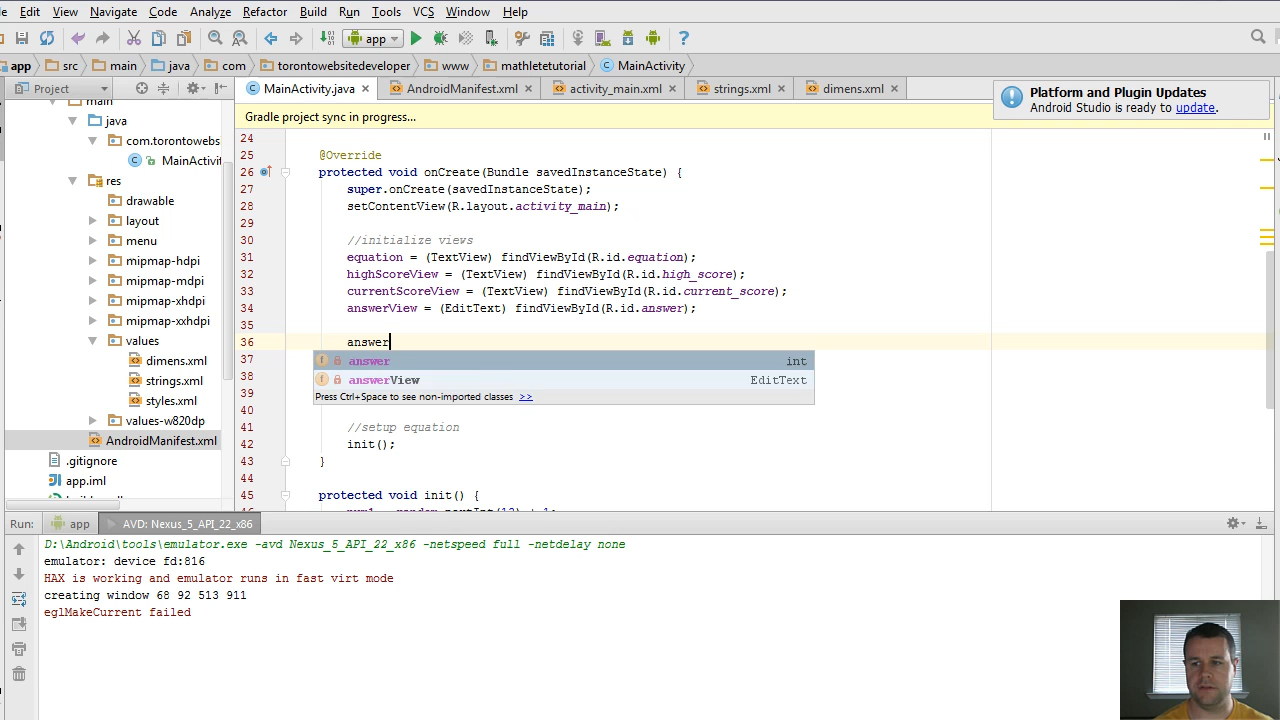 e Edit View Navigate Code Analyze Refactor Build Run Tools VCS Window Help
app
app src main java com torontowebsitedeveloper www mathletetutorial MainActivity
Project
MainActivity.java AndroidManifest.xml activity_main.xml strings.xml dimens.xml
Platform and Plugin Updates
Android Studio is ready to update.
Gradle project sync in progress...
main
java
com.torontowebs
MainActivit
res
drawable
layout
menu
mipmap-hdpi
mipmap-mdpi
mipmap-xhdpi
mipmap-xxhdpi
values
dimens.xml
strings.xml
styles.xml
values-w820dp
AndroidManifest.xml
.gitignore
app.iml
24
25 @Override
26 protected void onCreate(Bundle savedInstanceState) {
27 super.onCreate(savedInstanceState);
28 setContentView(R.layout.activity_main);
29
30 //initialize views
31 equation = (TextView) findViewById(R.id.equation);
32 highScoreView = (TextView) findViewById(R.id.high_score);
33 currentScoreView = (TextView) findViewById(R.id.current_score);
34 answerView = (EditText) findViewById(R.id.answer);
35
36 answer
37
answer int
38
answerView EditText
39
Press Ctrl+Space to see non-imported classes >>
40
41 //setup equation
42 init();
43 }
44
45 protected void init() {
Run: app AVD: Nexus_5_API_22_x86
D:\Android\tools\emulator.exe -avd Nexus_5_API_22_x86 -netspeed full -netdelay none
emulator: device fd:816
HAX is working and emulator runs in fast virt mode
creating window 68 92 513 911
eglMakeCurrent failed